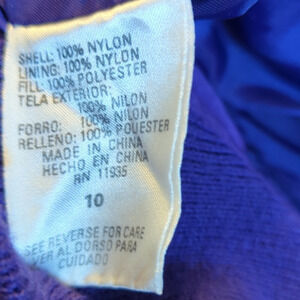 SHELL: 100% NYLON
LINING: 100% NYLON
FILL: 100% POLYESTER
TELA EXTERIOR:
100% NILON
FORRO: 100% NILON
RELLENO: 100% POLIESTER
MADE IN CHINA
HECHO EN CHINA
RN 11935
10
SEE REVERSE FOR CARE
VER AL DORSO PARA
CUIDADO